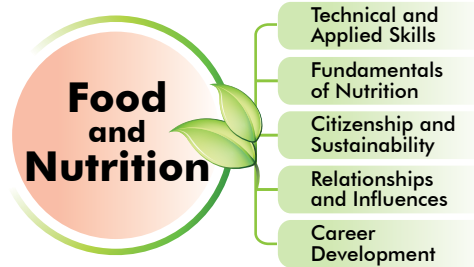 Food
and
Nutrition
Technical and
Applied Skills
Fundamentals
of Nutrition
Citizenship and
Sustainability
Relationships
and Influences
Career
Development